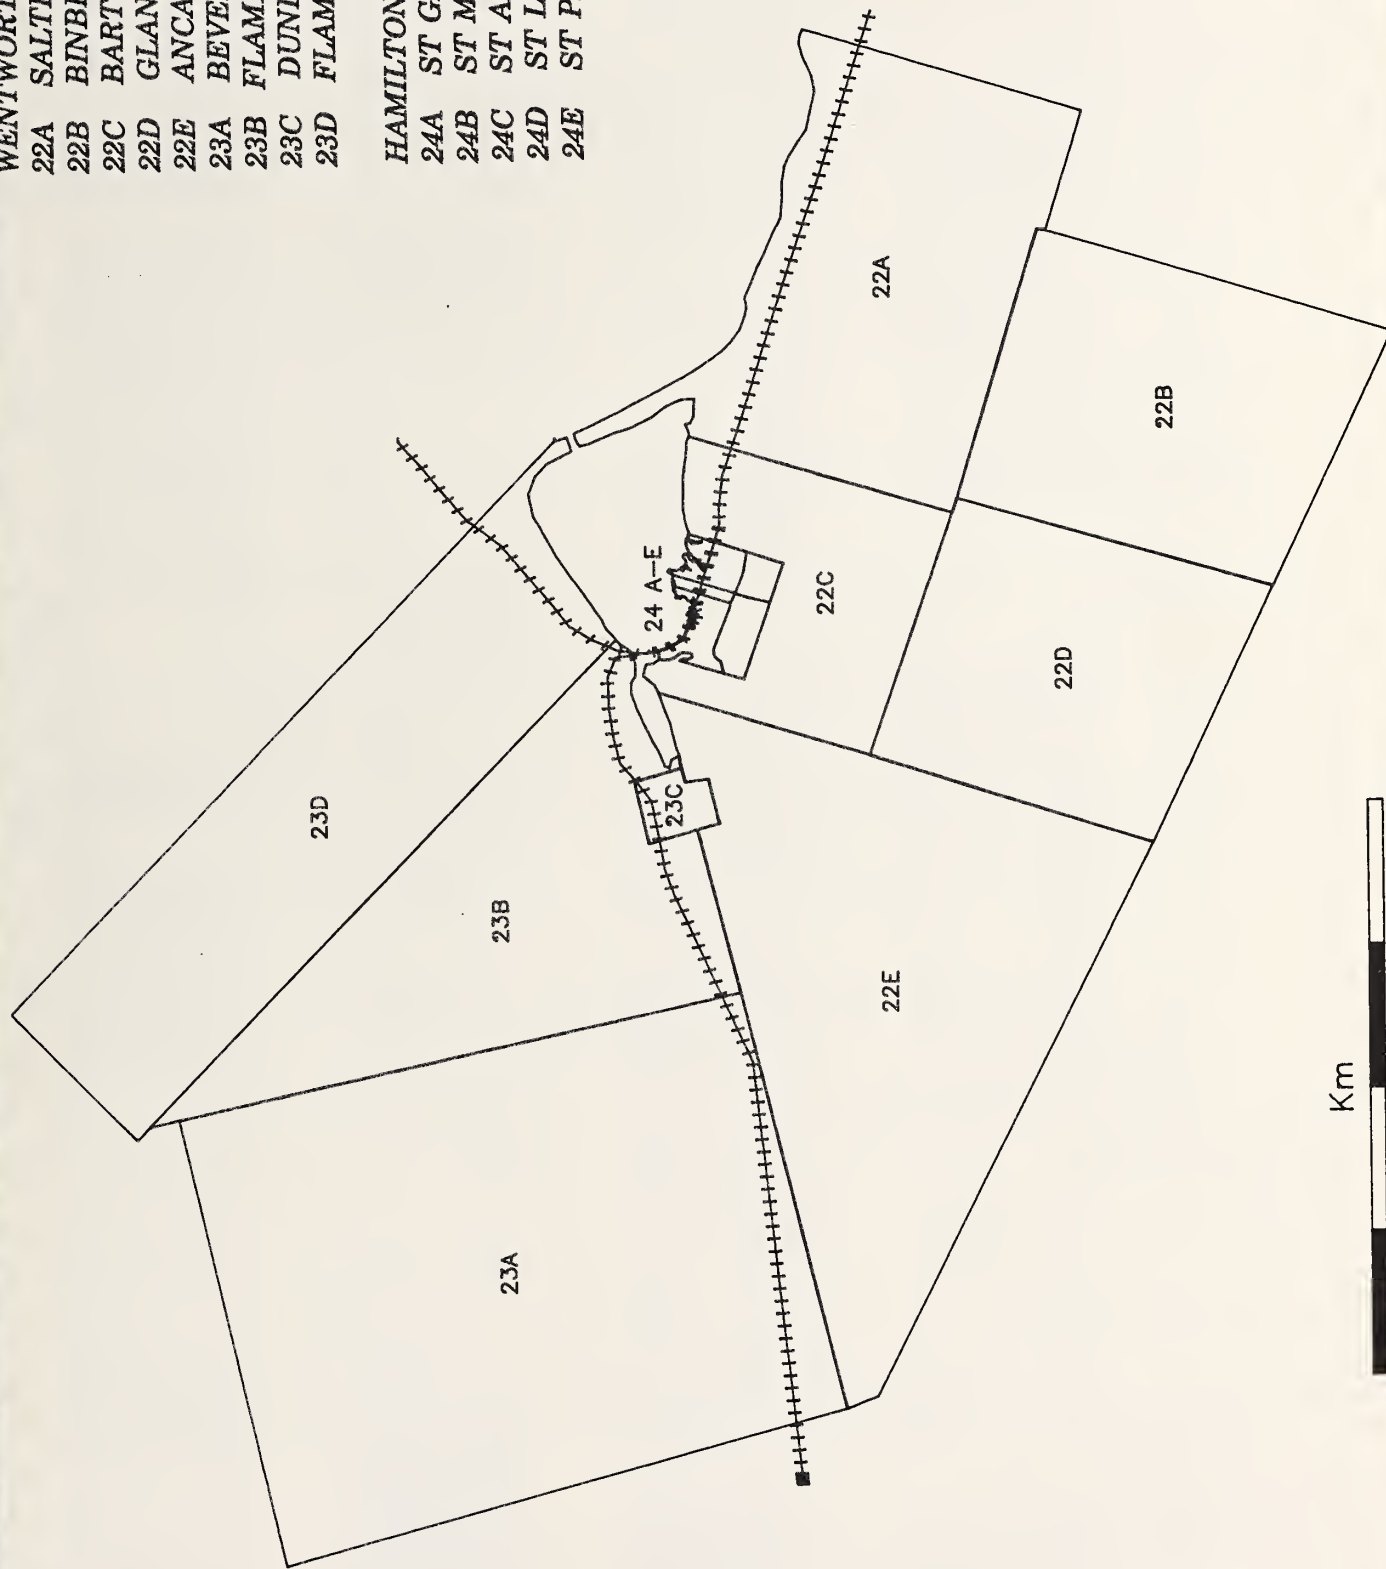 WENTWORT
22A SALTF
22B BINBR
22C BART
22D GLAN
22E ANCA
23A BEVE
23B FLAM
23C DUND
23D FLAM
HAMILTON
24A ST G
24B ST M
24C ST A
24D ST L
24E ST P
23D
23B
23A
23C
24 A-E
22A
22B
22C
22D
22E
Km